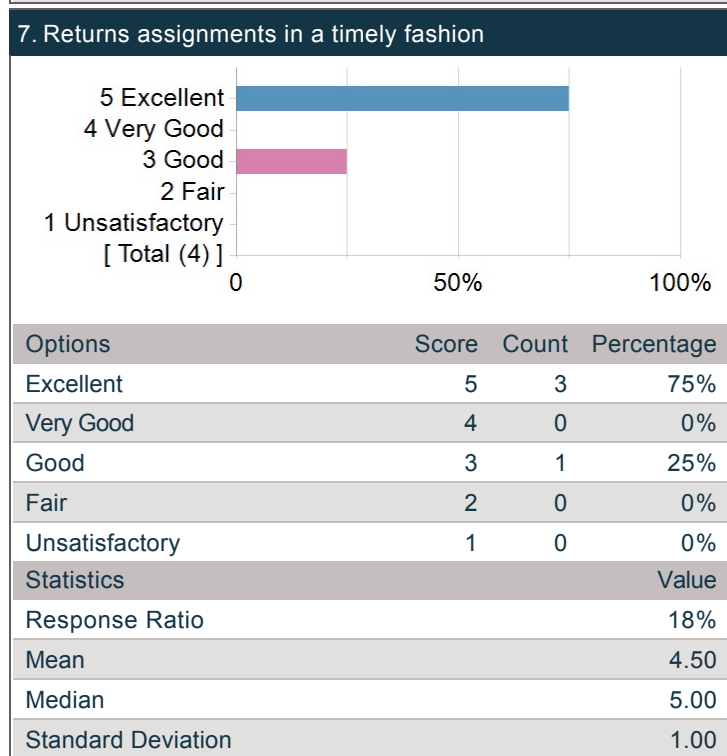 7. Returns assignments in a timely fashion
5 Excellent
4 Very Good
3 Good
2 Fair
1 Unsatisfactory
[ Total (4) ]
0 50% 100%
Options Score Count Percentage
Excellent 5 3 75%
Very Good 4 0 0%
Good 3 1 25%
Fair 2 0 0%
Unsatisfactory 1 0 0%
Statistics Value
Response Ratio 18%
Mean 4.50
Median 5.00
Standard Deviation 1.00